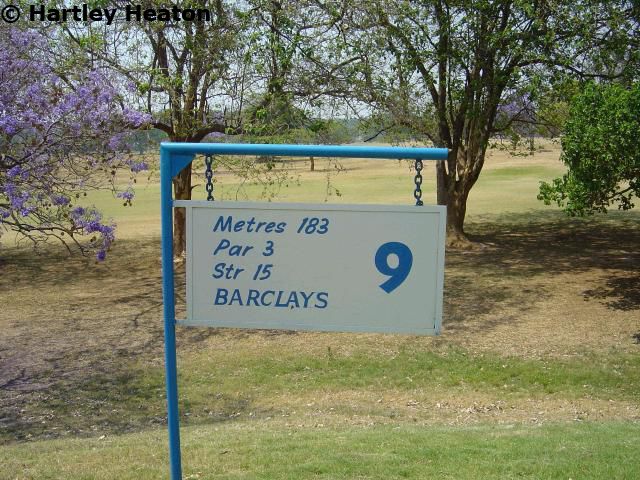 © Hartley Heaton
Metres 183
Par 3
Str 15
BARCLAYS
9